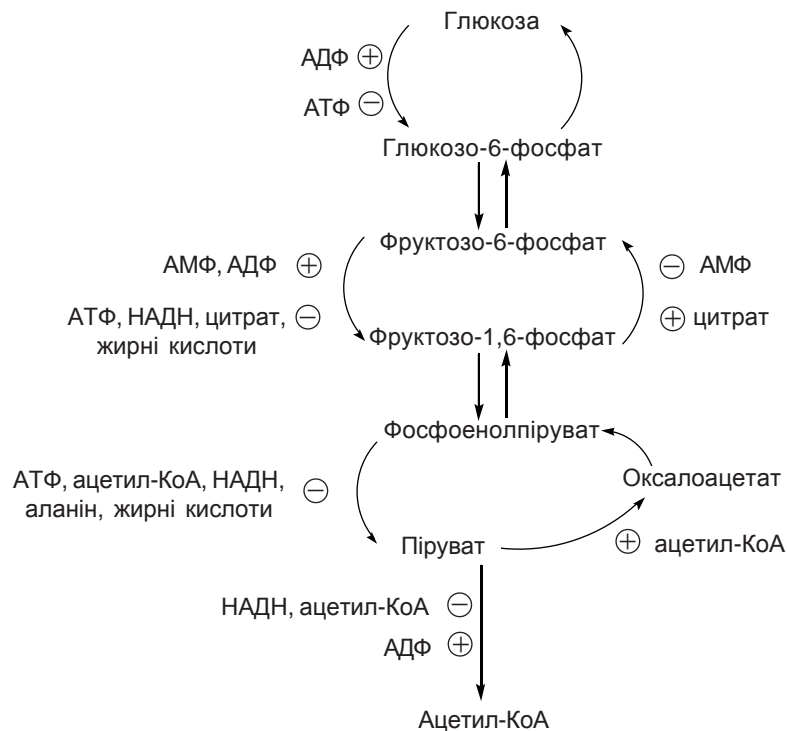 Глюкоза
АДФ ⊕
АТФ ⊖
Глюкозо-6-фосфат
Фруктозо-6-фосфат
АМФ, АДФ ⊕
⊖ АМФ
АТФ, НАДН, цитрат, ⊖
жирні кислоти
⊕ цитрат
Фруктозо-1,6-фосфат
Фосфоенолпіруват
АТФ, ацетил-КоА, НАДН, ⊖
аланін, жирні кислоти
Оксалоацетат
Піруват
⊕ ацетил-КоА
НАДН, ацетил-КоА ⊖
АДФ ⊕
Ацетил-КоА